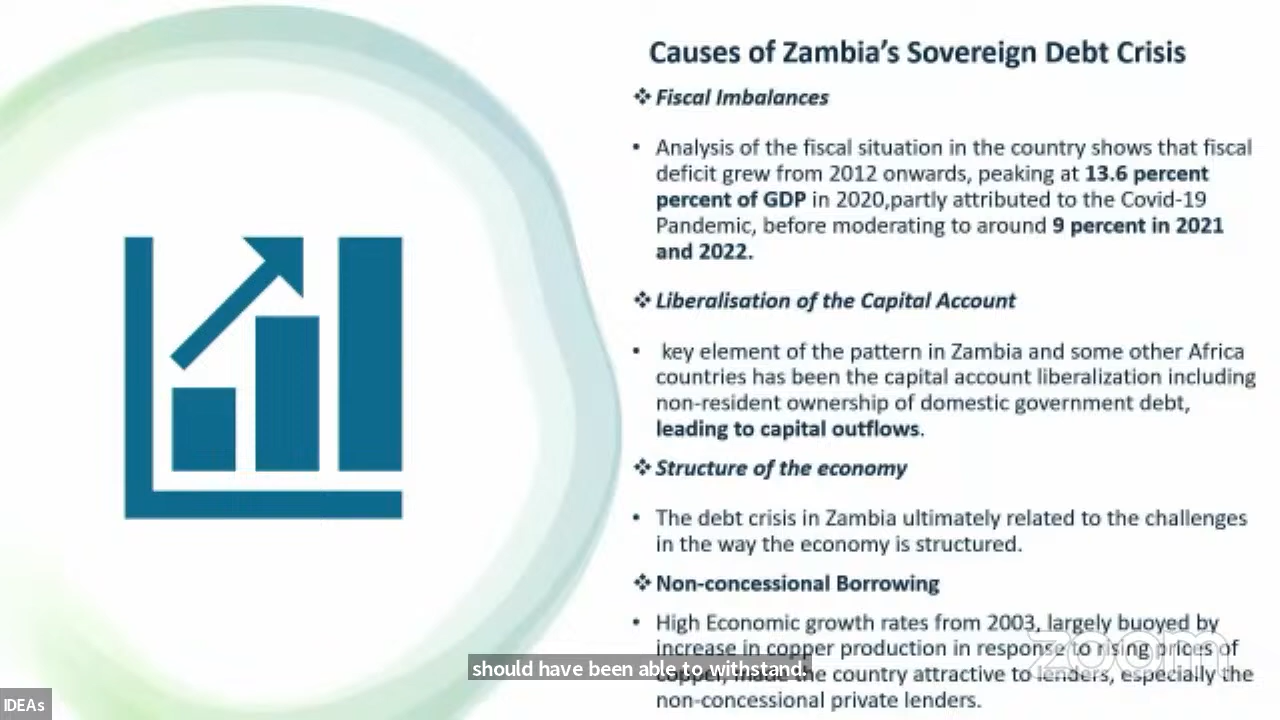 Causes of Zambia's Sovereign Debt Crisis
❖ Fiscal Imbalances
• Analysis of the fiscal situation in the country shows that fiscal
deficit grew from 2012 onwards, peaking at 13.6 percent
percent of GDP in 2020,partly attributed to the Covid-19
Pandemic, before moderating to around 9 percent in 2021
and 2022.
❖ Liberalisation of the Capital Account
• key element of the pattern in Zambia and some other Africa
countries has been the capital account liberalization including
non-resident ownership of domestic government debt,
leading to capital outflows.
❖ Structure of the economy
• The debt crisis in Zambia ultimately related to the challenges
in the way the economy is structured.
❖ Non-concessional Borrowing
• High Economic growth rates from 2003, largely buoyed by
increase in copper production in response to rising prices of
copper, made the country attractive to lenders, especially the
non-concessional private lenders.
should have been able to withstand.
zoom
IDEAs